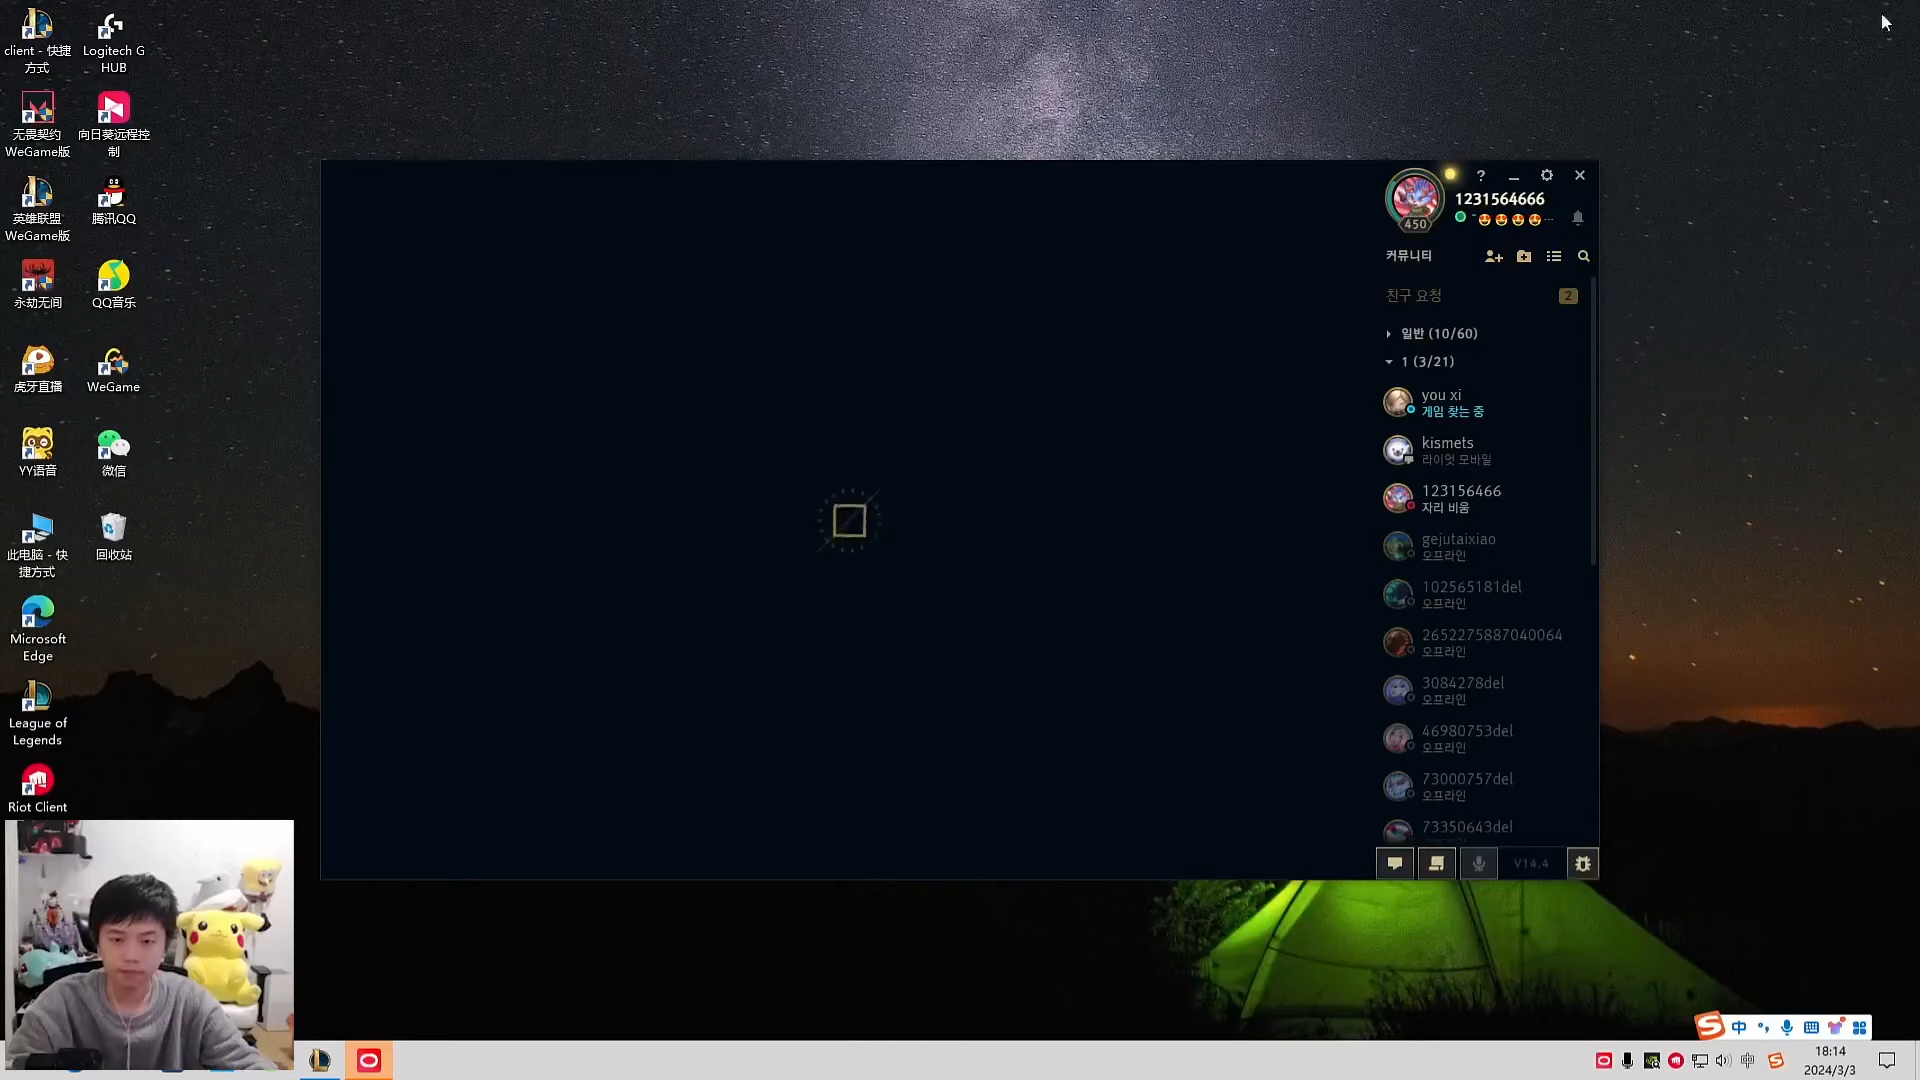 client - 快捷
方式
Logitech G
HUB
无畏契约
WeGame版
向日葵远程控
制
英雄联盟
WeGame版
腾讯QQ
永劫无间
QQ音乐
虎牙直播
WeGame
YY语音
微信
此电脑 - 快
捷方式
回收站
Microsoft
Edge
League of
Legends
Riot Client
?
1231564666
450
커뮤니티
친구 요청
2
일반 (10/60)
1 (3/21)
you xi
게임 찾는 중
kismets
라이엇 모바일
123156466
자리 비움
gejutaixiao
오프라인
102565181del
오프라인
2652275887040064
오프라인
3084278del
오프라인
46980753del
오프라인
73000757del
오프라인
73350643del
V14.4
中
中
18:14
2024/3/3